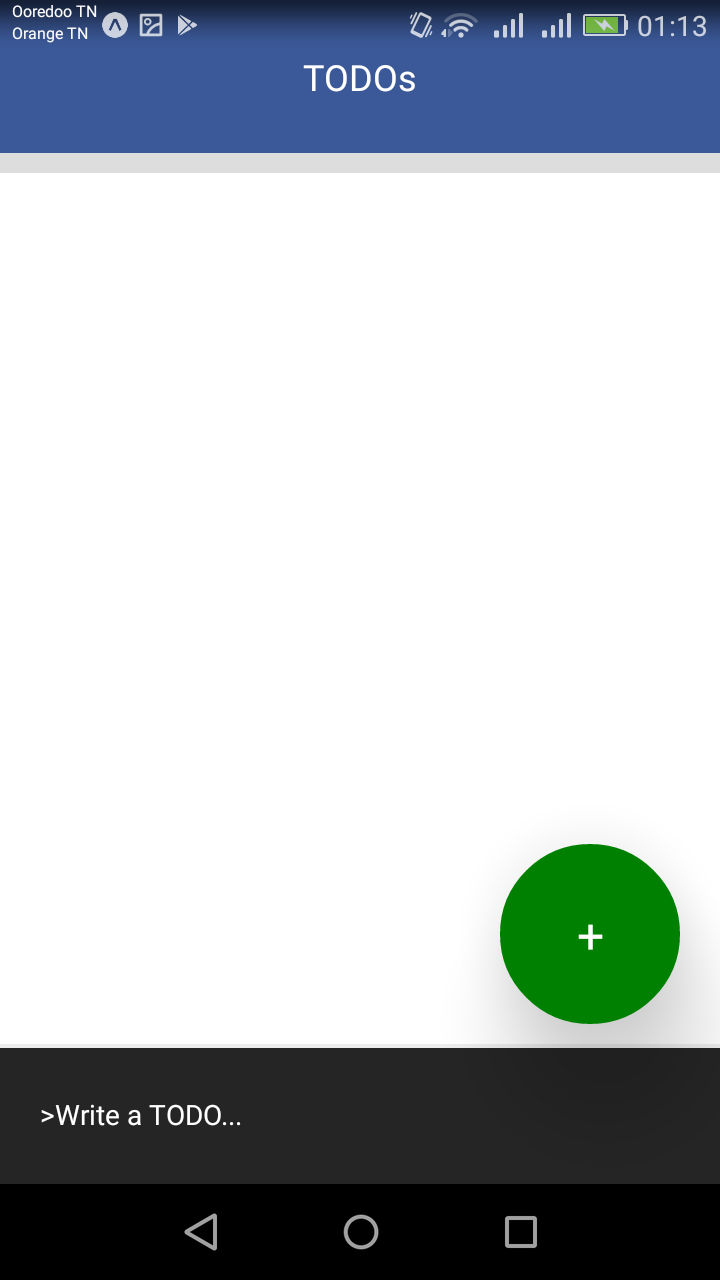 Ooredoo TN
Orange TN
01:13
TODOs
+
>Write a TODO...